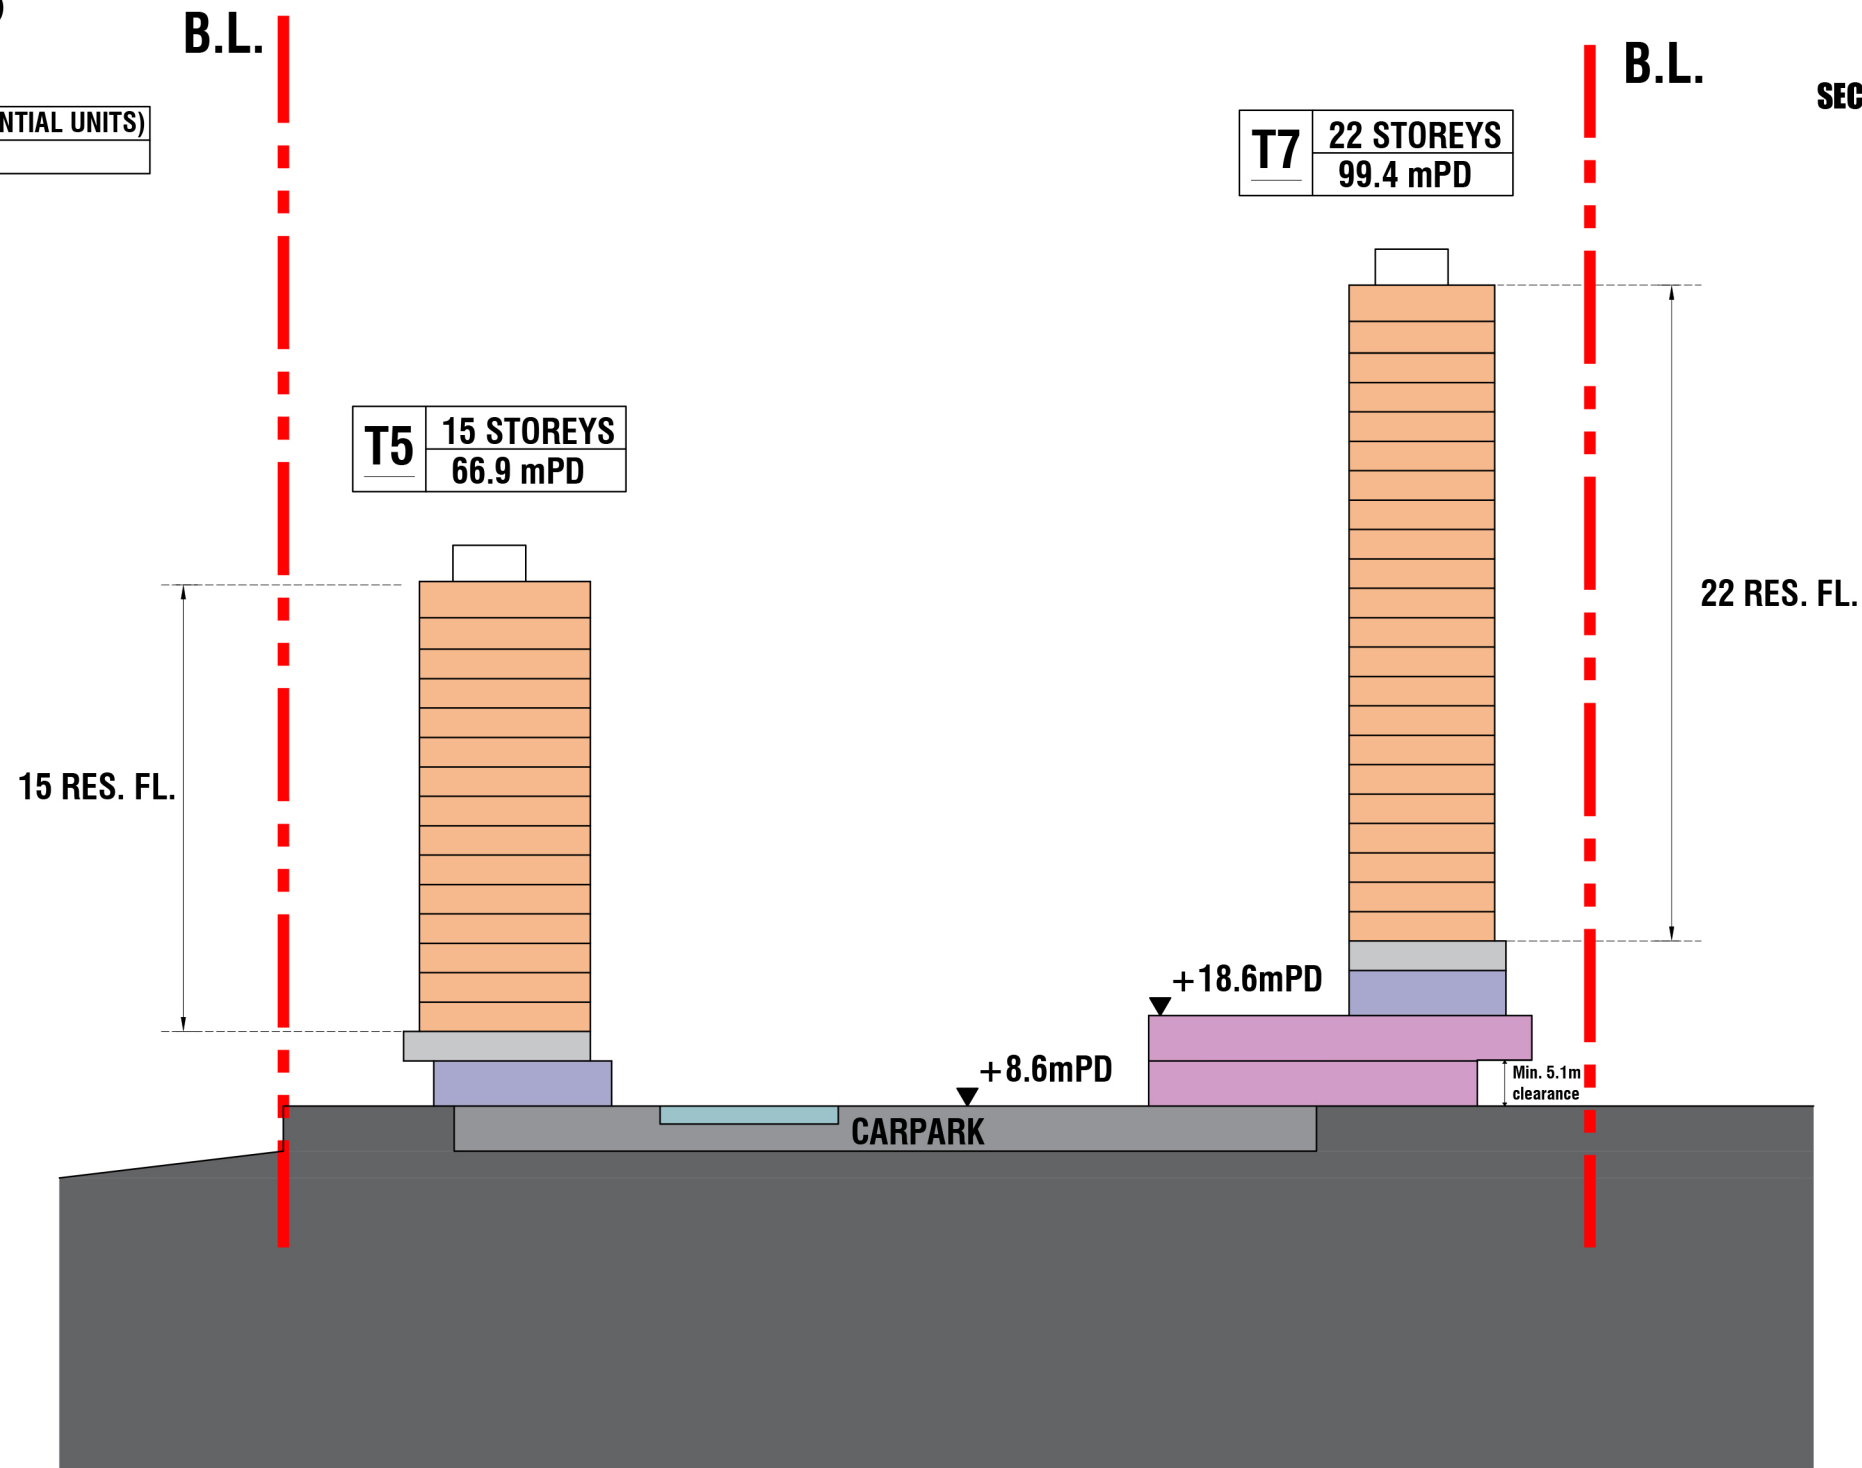 B.L.
B.L.
NTIAL UNITS)
SEC
T7
22 STOREYS
99.4 mPD
T5
15 STOREYS
66.9 mPD
22 RES. FL.
15 RES. FL.
+18.6mPD
+8.6mPD
Min. 5.1m
clearance
CARPARK